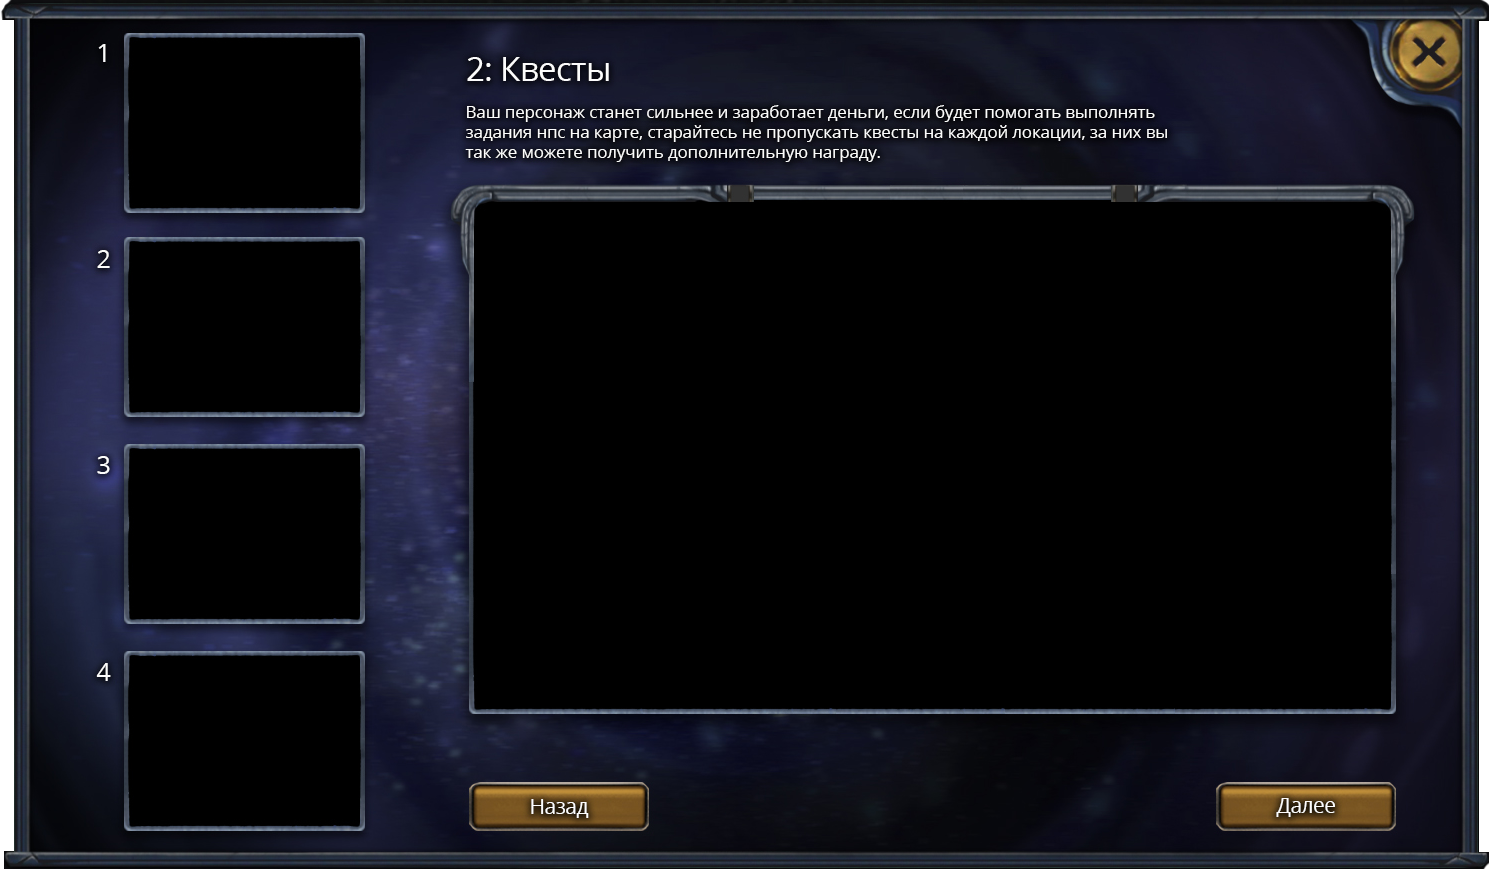 1
2: Квесты
Ваш персонаж станет сильнее и заработает деньги, если будет помогать выполнять
задания нпс на карте, старайтесь не пропускать квесты на каждой локации, за них вы
так же можете получить дополнительную награду.
2
3
4
Назад
Далее